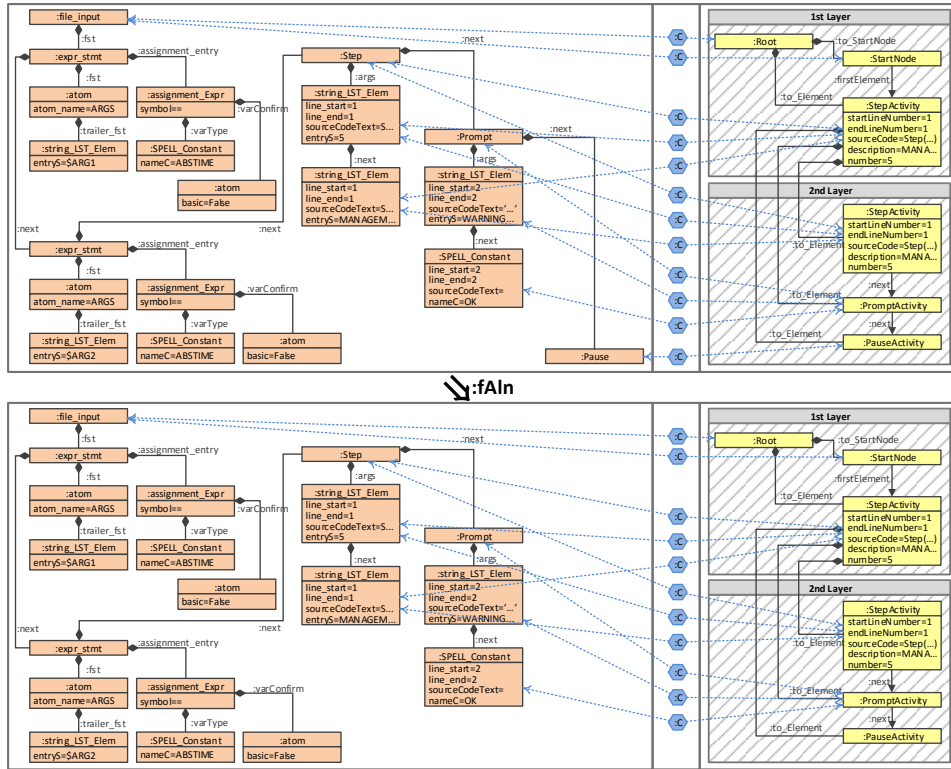 :file_input
:fst
:expr_stmt
:assignment_entry
:fst
:atom
atom_name=ARGS
:assignment_Expr
symbol==
:trailer_fst
:varType
:varConfirm
:string_LST_Elem
entryS=$ARG1
:SPELL_Constant
nameC=ABSTIME
:atom
basic=False
:next
:next
:expr_stmt
:assignment_entry
:fst
:atom
atom_name=ARGS
:assignment_Expr
symbol==
:varConfirm
:trailer_fst
:varType
:string_LST_Elem
entryS=$ARG2
:SPELL_Constant
nameC=ABSTIME
:atom
basic=False
:Step
:next
:args
:string_LST_Elem
line_start=1
line_end=1
sourceCodeText=S...
entryS=5
:next
:string_LST_Elem
line_start=1
line_end=1
sourceCodeText=S...
entryS=MANAGEM...
:Prompt
:next
:args
:string_LST_Elem
line_start=2
line_end=2
sourceCodeText='...'
entryS=WARNING...
:next
:SPELL_Constant
line_start=2
line_end=2
sourceCodeText=
nameC=OK
:Pause
:C
:C
:C
:C
:C
:C
:C
:C
:C
:C
:C
1st Layer
:Root
:to_StartNode
:StartNode
:firstElement
:to_Element
:StepActivity
startLineNumber=1
endLineNumber=1
sourceCode=Step(...)
description=MANA...
number=5
2nd Layer
:StepActivity
startLineNumber=1
endLineNumber=1
:to_Element
sourceCode=Step(...)
description=MANA...
number=5
:next
:to_Element
:PromptActivity
:next
:to_Element
:PauseActivity
:fAln
:file_input
:fst
:expr_stmt
:assignment_entry
:fst
:atom
atom_name=ARGS
:assignment_Expr
symbol==
:trailer_fst
:varType
:varConfirm
:string_LST_Elem
entryS=$ARG1
:SPELL_Constant
nameC=ABSTIME
:atom
basic=False
:next
:next
:expr_stmt
:assignment_entry
:fst
:atom
atom_name=ARGS
:assignment_Expr
symbol==
:varConfirm
:trailer_fst
:varType
:string_LST_Elem
entryS=$ARG2
:SPELL_Constant
nameC=ABSTIME
:atom
basic=False
:Step
:next
:args
:string_LST_Elem
line_start=1
line_end=1
sourceCodeText=S...
entryS=5
:next
:string_LST_Elem
line_start=1
line_end=1
sourceCodeText=S...
entryS=MANAGEM...
:Prompt
:args
:string_LST_Elem
line_start=2
line_end=2
sourceCodeText='...'
entryS=WARNING...
:next
:SPELL_Constant
line_start=2
line_end=2
sourceCodeText=
nameC=OK
:C
:C
:C
:C
:C
:C
:C
:C
:C
:C
1st Layer
:Root
:to_StartNode
:StartNode
:firstElement
:to_Element
:StepActivity
startLineNumber=1
endLineNumber=1
sourceCode=Step(...)
description=MANA...
number=5
2nd Layer
:StepActivity
startLineNumber=1
endLineNumber=1
:to_Element
sourceCode=Step(...)
description=MANA...
number=5
:next
:to_Element
:PromptActivity
:next
:to_Element
:PauseActivity